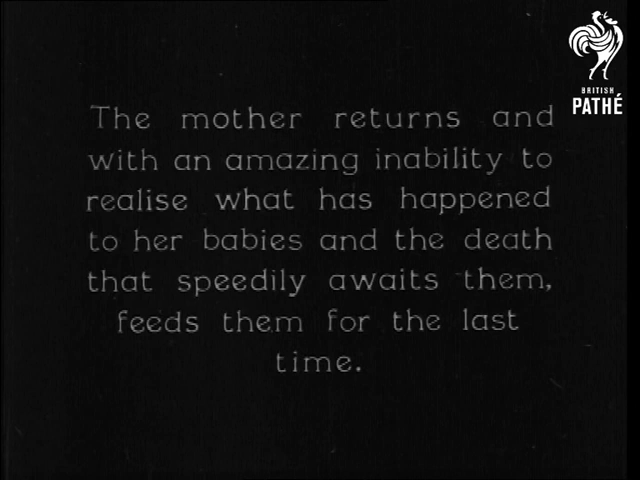 BRITISH
PATHÉ
The mother returns and
with an amazing inability to
realise what has happened
to her babies and the death
that speedily awaits them,
feeds them for the last
time.